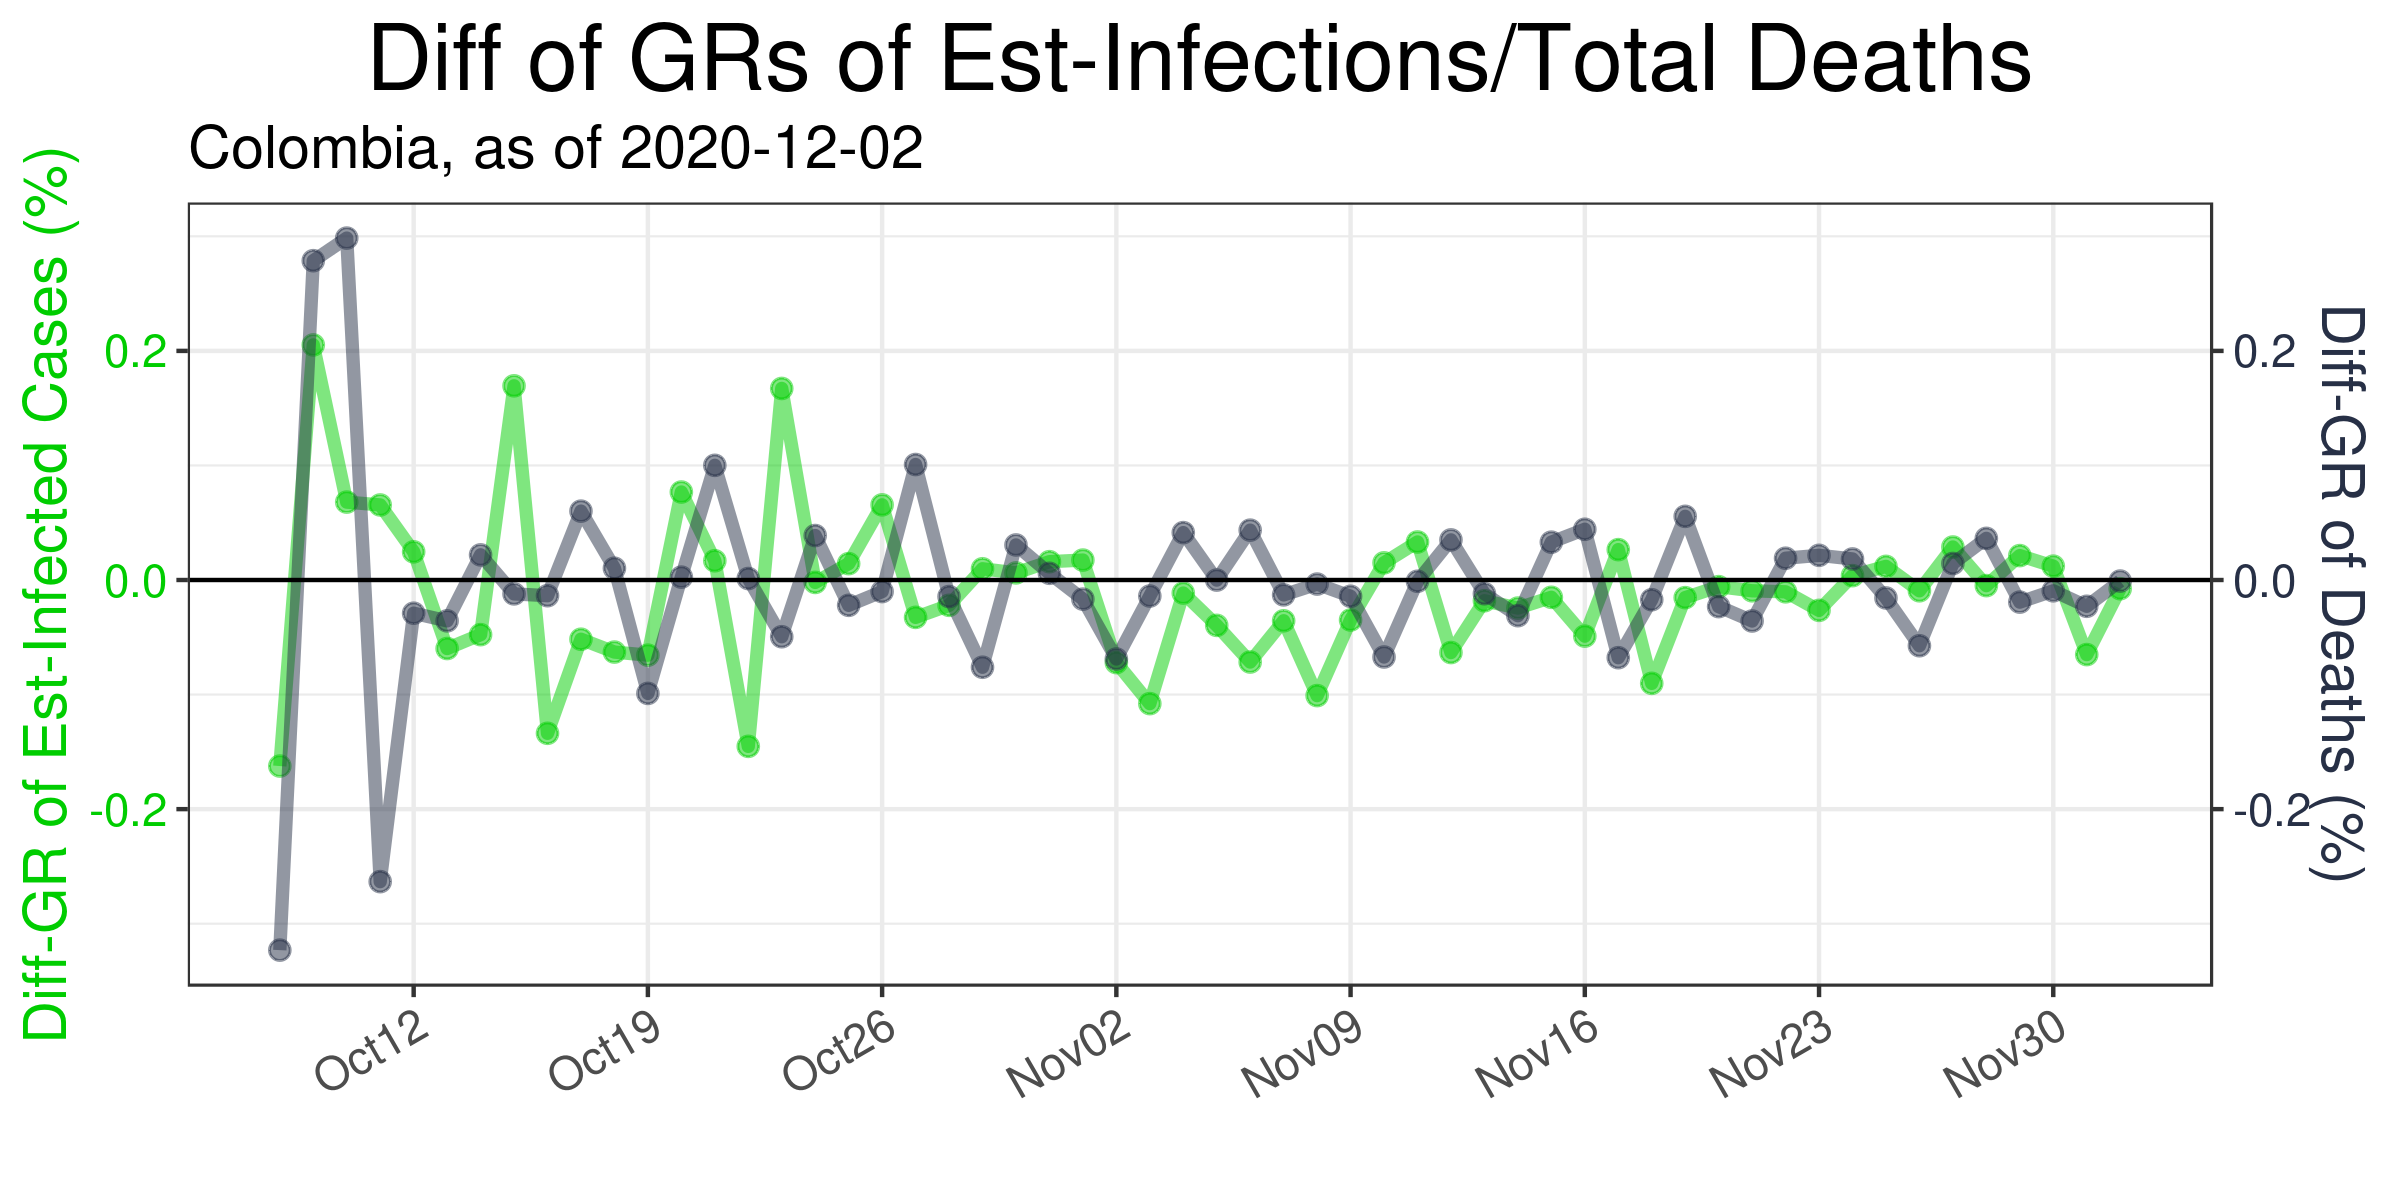 Diff of GRs of Est-Infections/Total Deaths
Colombia, as of 2020-12-02
Diff-GR of Est-Infected Cases (%)
0.2
0.0
-0.2
0.2
0.0
-0.2
Diff-GR of Deaths (%)
Oct12
Oct19
Oct26
Nov02
Nov09
Nov16
Nov23
Nov30